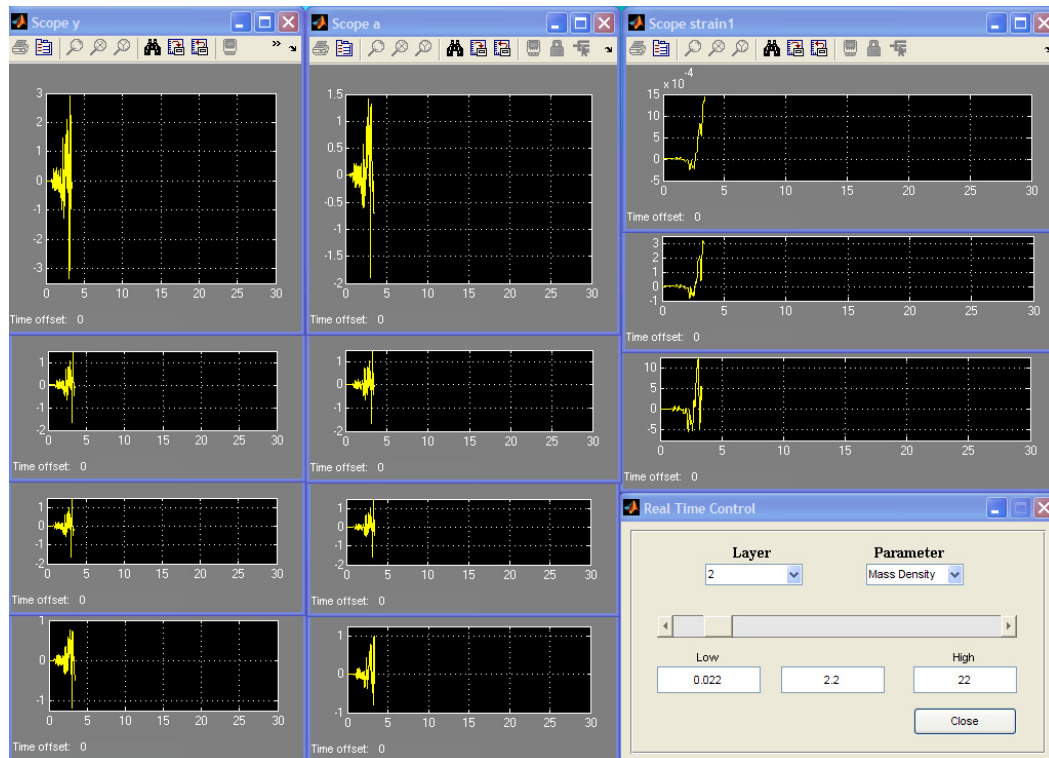 Scope y
»
3
2
1
0
-1
-2
-3
0 5 10 15 20 25 30
Time offset: 0
1
0
-1
-2
0 5 10 15 20 25 30
Time offset: 0
1
0
-1
-2
0 5 10 15 20 25 30
Time offset: 0
1
0
-1
0 5 10 15 20 25 30
Time offset: 0
Scope a
1.5
1
0.5
0
-0.5
-1
-1.5
-2
0 5 10 15 20 25 30
Time offset: 0
1
0
-1
-2
0 5 10 15 20 25 30
Time offset: 0
1
0
-1
-2
0 5 10 15 20 25 30
Time offset: 0
1
0
-1
0 5 10 15 20 25 30
Time offset: 0
Scope strain1
x 10-4
15
10
5
0
-5
0 5 10 15 20 25 30
Time offset: 0
3
2
1
0
-1
0 5 10 15 20 25 30
Time offset: 0
10
5
0
-5
0 5 10 15 20 25 30
Time offset: 0
Real Time Control
Layer Parameter
2 Mass Density
Low High
0.022 2.2 22
Close